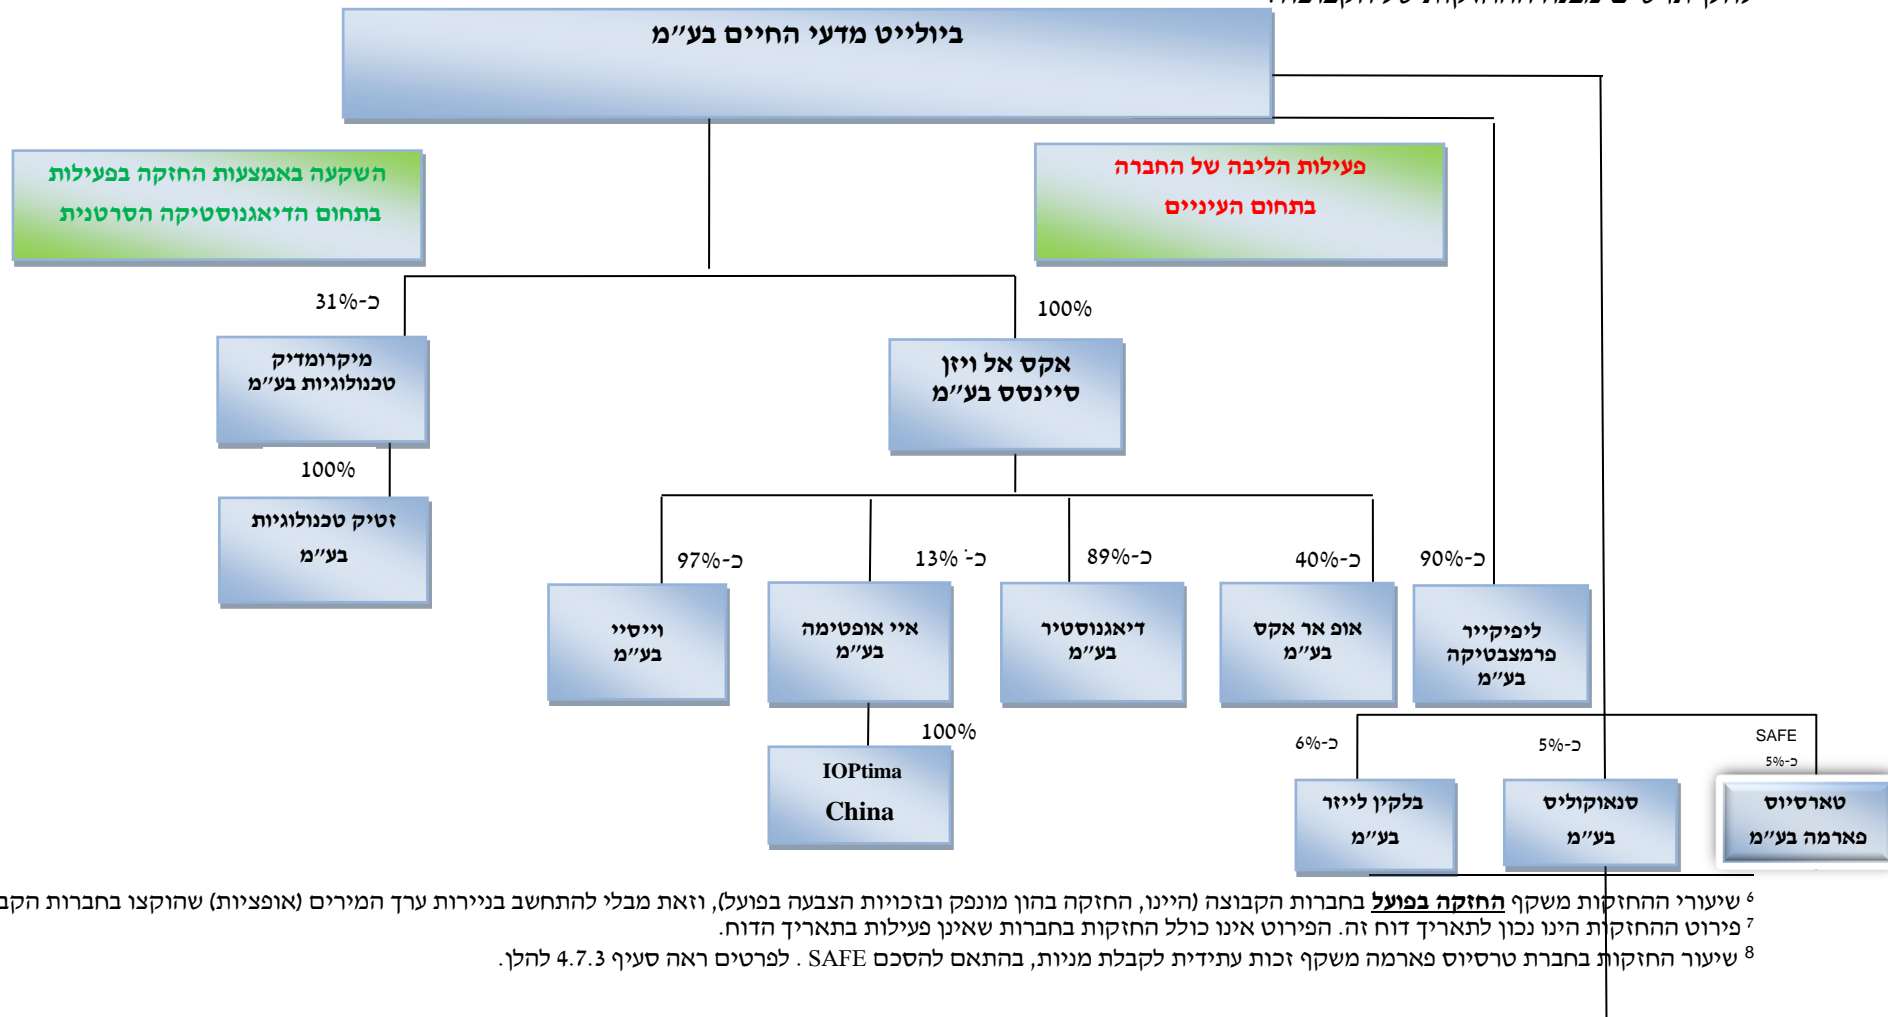 ביולייט מדעי החיים בע"מ
השקעה באמצעות החזקה בפעילות
בתחום הדיאגנוסטיקה הסרטנית
פעילות הליבה של החברה
בתחום העיניים
כ-31%
100%
מיקרומדיק
טכנולוגיות בע"מ
אקס אל ויזן
סיינסס בע"מ
100%
זטיק טכנולוגיות
בע"מ
כ-90%
כ-40%
כ-89%
כ- 13%
כ-97%
ליפיקייר
פרמצבטיקה
בע"מ
אופ אר אקס
בע"מ
דיאגנוסטיר
בע"מ
איי אופטימה
בע"מ
וייסיי
בע"מ
100%
IOPtima
China
SAFE
כ-5%
כ-5%
כ-6%
טארסיוס
פארמה בע"מ
סנאוקוליס
בע"מ
בלקין לייזר
בע"מ
6 שיעורי ההחזקות משקף החזקה בפועל בחברות הקבוצה (היינו, החזקה בהון מונפק ובזכויות הצבעה בפועל), וזאת מבלי להתחשב בניירות ערך המירים (אופציות) שהוקצו בחברות
7 פירוט ההחזקות הינו נכון לתאריך דוח זה. הפירוט אינו כולל החזקות בחברות שאינן פעילות בתאריך הדוח.
8 שיעור החזקות בחברת טרסיוס פארמה משקף זכות עתידית לקבלת מניות, בהתאם להסכם SAFE . לפרטים ראה סעיף 4.7.3 להלן.